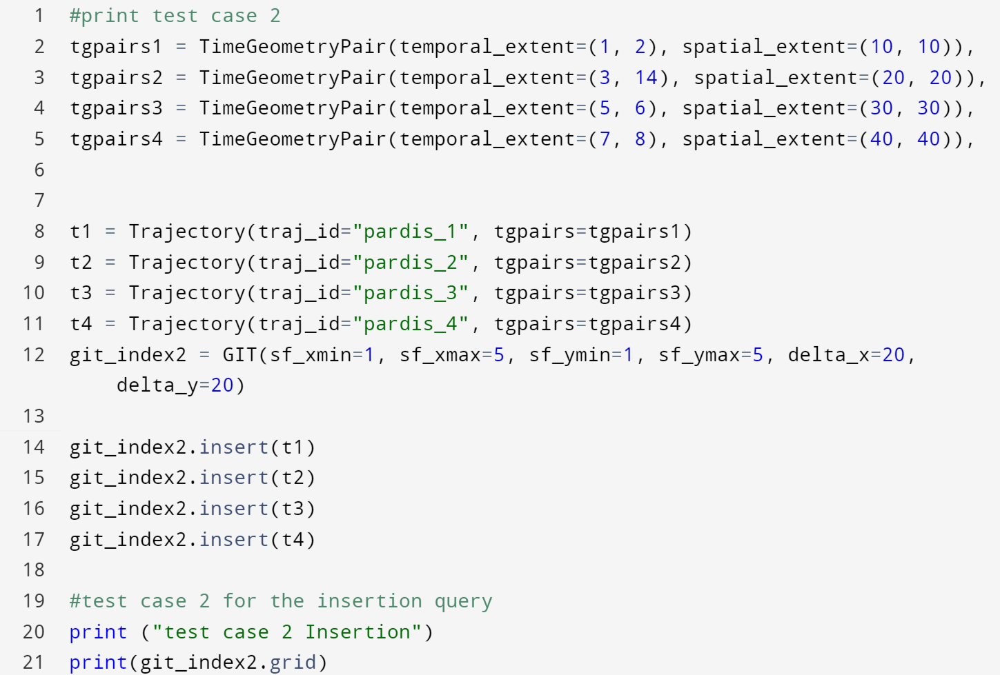 1 #print test case 2
2 tgpairs1 = TimeGeometryPair(temporal_extent=(1, 2), spatial_extent=(10, 10)),
3 tgpairs2 = TimeGeometryPair(temporal_extent=(3, 14), spatial_extent=(20, 20)),
4 tgpairs3 = TimeGeometryPair(temporal_extent=(5, 6), spatial_extent=(30, 30)),
5 tgpairs4 = TimeGeometryPair(temporal_extent=(7, 8), spatial_extent=(40, 40)),
6
7
8 t1 = Trajectory(traj_id="pardis_1", tgpairs=tgpairs1)
9 t2 = Trajectory(traj_id="pardis_2", tgpairs=tgpairs2)
10 t3 = Trajectory(traj_id="pardis_3", tgpairs=tgpairs3)
11 t4 = Trajectory(traj_id="pardis_4", tgpairs=tgpairs4)
12 git_index2 = GIT(sf_xmin=1, sf_xmax=5, sf_ymin=1, sf_ymax=5, delta_x=20,
delta_y=20)
13
14 git_index2.insert(t1)
15 git_index2.insert(t2)
16 git_index2.insert(t3)
17 git_index2.insert(t4)
18
19 #test case 2 for the insertion query
20 print ("test case 2 Insertion")
21 print(git_index2.grid)